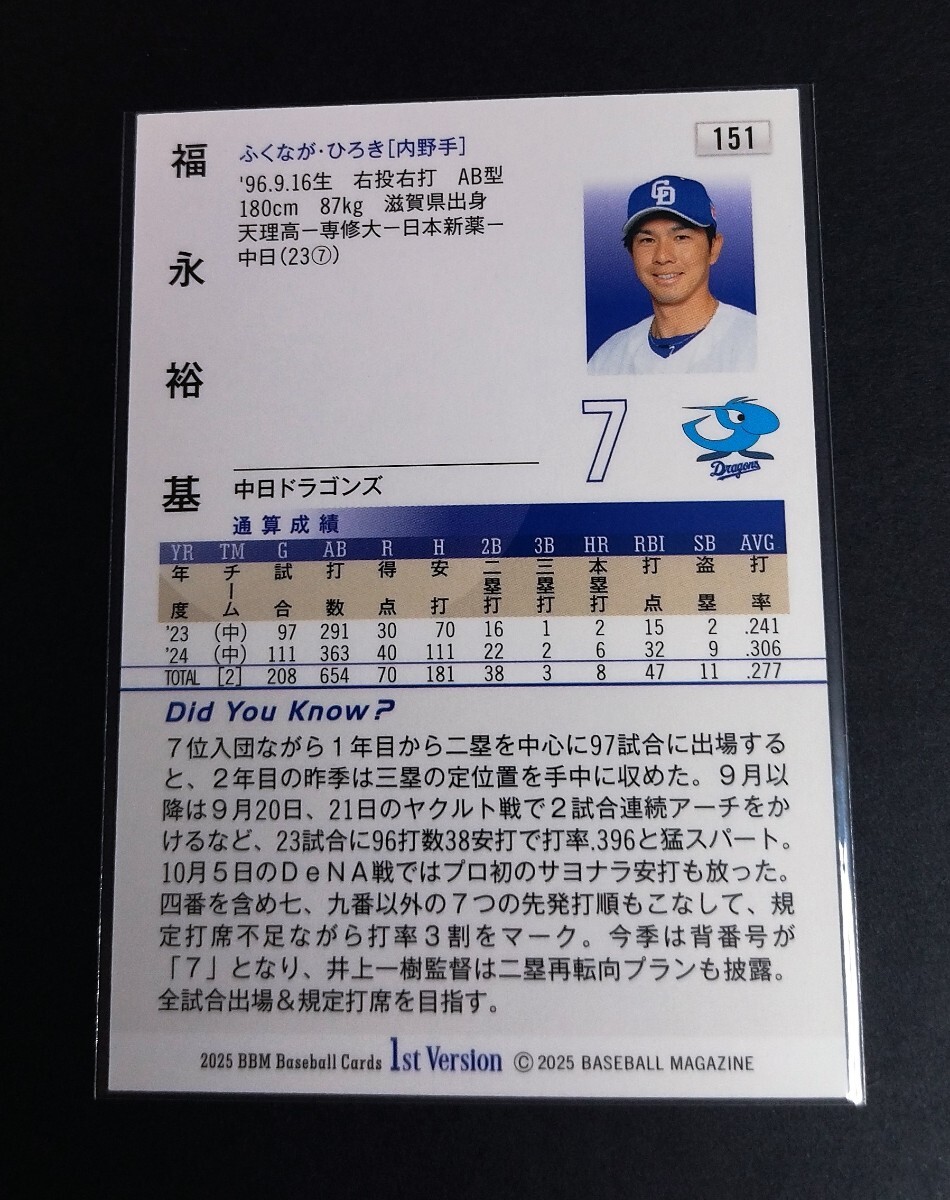 151
福永裕基
ふくなが・ひろき[内野手]
'96.9.16生 右投右打 AB型
180cm 87kg 滋賀県出身
天理高ー専修大ー日本新薬ー
中日(23⑦)
GD
7
Dragons
中日ドラゴンズ
通算成績
YR TM G AB R H 2B 3B HR RBI SB AVG
年度 チーム 試合 打数 得点 安打 二塁打 三塁打 本塁打 打点 盗塁 打率
'23 (中) 97 291 30 70 16 1 2 15 2 .241
'24 (中) 111 363 40 111 22 2 6 32 9 .306
TOTAL [2] 208 654 70 181 38 3 8 47 11 .277
Did You Know?
7位入団ながら1年目から二塁を中心に97試合に出場する
と、2年目の昨季は三塁の定位置を手中に収めた。9月以
降は9月20日、21日のヤクルト戦で2試合連続アーチをか
けるなど、23試合に96打数38安打で打率.396と猛スパート。
10月5日のDeNA戦ではプロ初のサヨナラ安打も放った。
四番を含め七、九番以外の7つの先発打順もこなして、規
定打席不足ながら打率3割をマーク。今季は背番号が
「7」となり、井上一樹監督は二塁再転向プランも披露。
全試合出場&規定打席を目指す。
2025 BBM Baseball Cards 1st Version © 2025 BASEBALL MAGAZINE